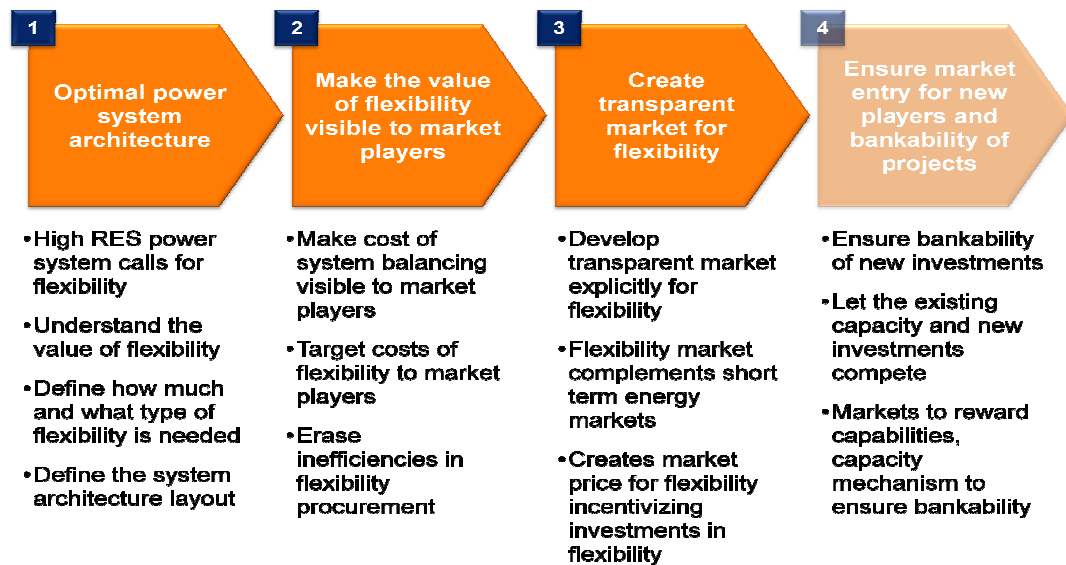 1
Optimal power
system
architecture
•High RES power
system calls for
flexibility
•Understand the
value of flexibility
•Define how much
and what type of
flexibility is needed
•Define the system
architecture layout
2
Make the value
of flexibility
visible to market
players
•Make cost of
system balancing
visible to market
players
•Target costs of
flexibility to market
players
•Erase
inefficiencies in
flexibility
procurement
3
Create
transparent
market for
flexibility
•Develop
transparent market
explicitly for
flexibility
•Flexibility market
complements short
term energy
markets
•Creates market
price for flexibility
incentivizing
investments in
flexibility
4
Ensure market
entry for new
players and
bankability of
projects
•Ensure bankability
of new investments
•Let the existing
capacity and new
investments
compete
•Markets to reward
capabilities,
capacity
mechanism to
ensure bankability